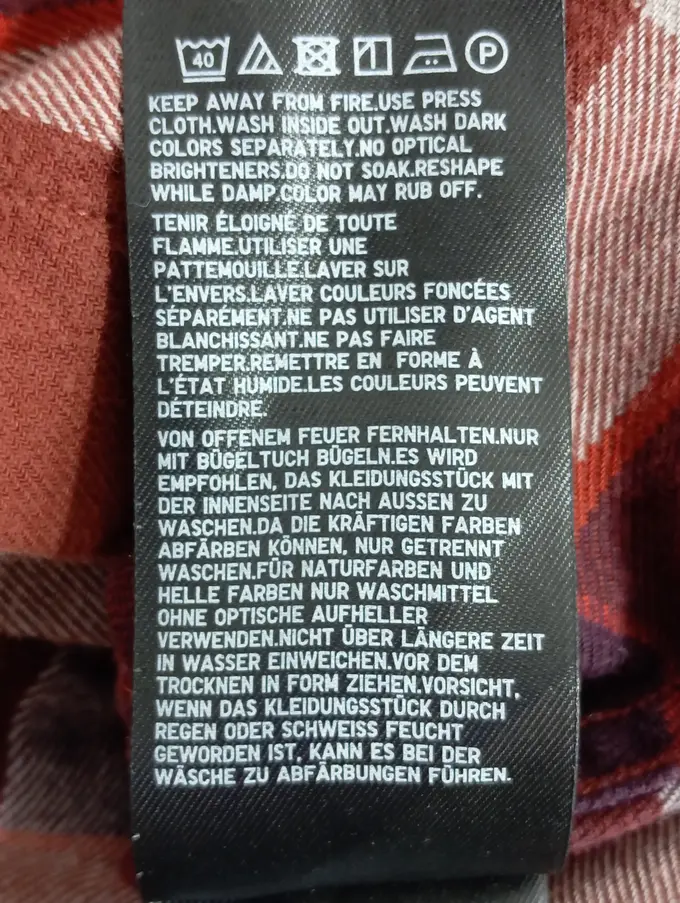 40 P
KEEP AWAY FROM FIRE.USE PRESS
CLOTH.WASH INSIDE OUT.WASH DARK
COLORS SEPARATELY.NO OPTICAL
BRIGHTENERS.DO NOT SOAK.RESHAPE
WHILE DAMP.COLOR MAY RUB OFF.
TENIR ÉLOIGNÉ DE TOUTE
FLAMME.UTILISER UNE
PATTEMOUILLE.LAVER SUR
L'ENVERS.LAVER COULEURS FONCÉES
SÉPARÉMENT.NE PAS UTILISER D'AGENT
BLANCHISSANT.NE PAS FAIRE
TREMPER.REMETTRE EN FORME À
L'ÉTAT HUMIDE.LES COULEURS PEUVENT
DÉTEINDRE.
VON OFFENEM FEUER FERNHALTEN.NUR
MIT BÜGELTUCH BÜGELN.ES WIRD
EMPFOHLEN, DAS KLEIDUNGSSTÜCK MIT
DER INNENSEITE NACH AUSSEN ZU
WASCHEN.DA DIE KRÄFTIGEN FARBEN
ABFÄRBEN KÖNNEN, NUR GETRENNT
WASCHEN.FÜR NATURFARBEN UND
HELLE FARBEN NUR WASCHMITTEL
OHNE OPTISCHE AUFHELLER
VERWENDEN.NICHT ÜBER LÄNGERE ZEIT
IN WASSER EINWEICHEN.VOR DEM
TROCKNEN IN FORM ZIEHEN.VORSICHT,
WENN DAS KLEIDUNGSSTÜCK DURCH
REGEN ODER SCHWEISS FEUCHT
GEWORDEN IST, KANN ES BEI DER
WÄSCHE ZU ABFÄRBUNGEN FÜHREN.